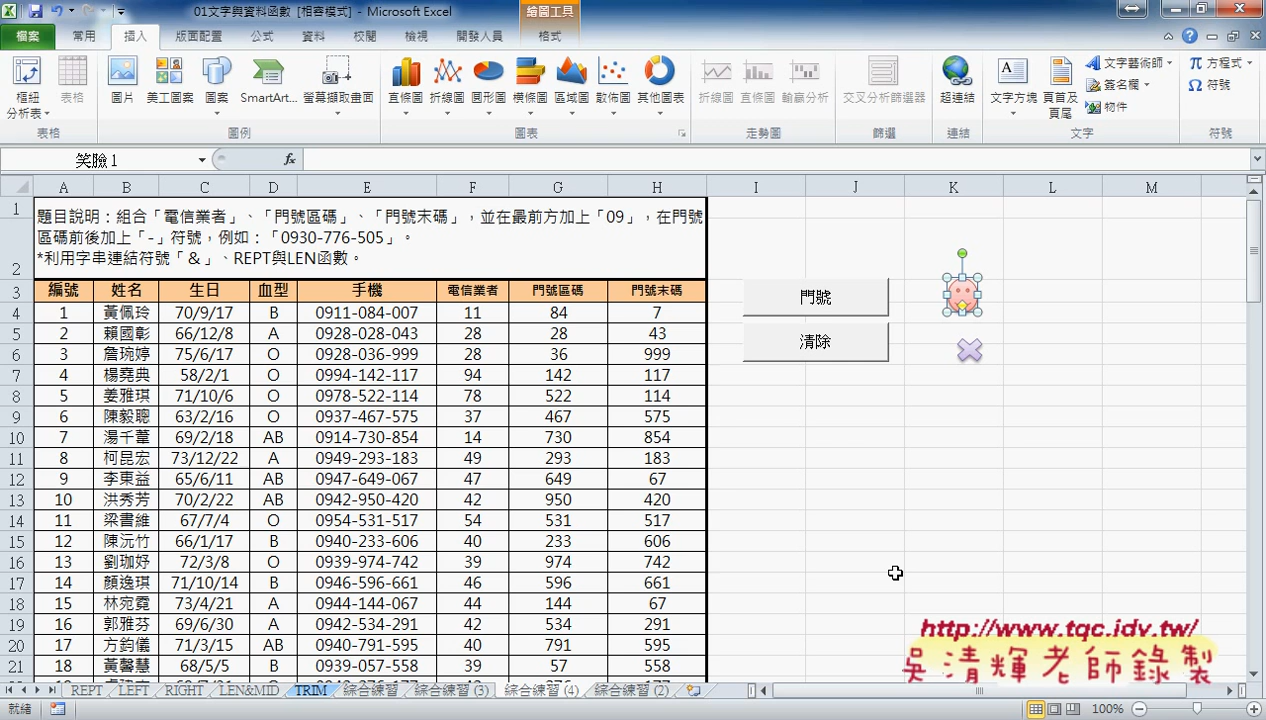 01文字與資料函數 [相容模式] - Microsoft Excel
繪圖工具
檔案 常用 插入 版面配置 公式 資料 校閱 檢視 開發人員 格式
樞紐分析表 表格 圖片 美工圖案 圖案 SmartArt... 螢幕擷取畫面 直條圖 折線圖 圓形圖 橫條圖 區域圖 散佈圖 其他圖表 折線圖 直條圖 輸贏分析 交叉分析篩選器 超連結 文字方塊 頁首及頁尾 文字藝術師 簽名欄 物件 方程式 符號
表格 圖例 圖表 走勢圖 篩選 連結 文字 符號
笑臉 1 fx
A B C D E F G H I J K L M
1 題目說明：組合「電信業者」、「門號區碼」、「門號末碼」，並在最前方加上「09」，在門號
區碼前後加上「-」符號，例如：「0930-776-505」。
2 *利用字串連結符號「&」、REPT與LEN函數。
3 編號 姓名 生日 血型 手機 電信業者 門號區碼 門號末碼 門號
4 1 黃佩玲 70/9/17 B 0911-084-007 11 84 7
5 2 賴國彰 66/12/8 A 0928-028-043 28 28 43 清除
6 3 詹琬婷 75/6/17 O 0928-036-999 28 36 999
7 4 楊堯典 58/2/1 O 0994-142-117 94 142 117
8 5 姜雅琪 71/10/6 O 0978-522-114 78 522 114
9 6 陳毅聰 63/2/16 O 0937-467-575 37 467 575
10 7 湯千葦 69/2/18 AB 0914-730-854 14 730 854
11 8 柯昆宏 73/12/22 A 0949-293-183 49 293 183
12 9 李東益 65/6/11 AB 0947-649-067 47 649 67
13 10 洪秀芳 70/2/22 AB 0942-950-420 42 950 420
14 11 梁書維 67/7/4 O 0954-531-517 54 531 517
15 12 陳沅竹 66/1/17 B 0940-233-606 40 233 606
16 13 劉珈妤 72/3/8 O 0939-974-742 39 974 742
17 14 顏逸琪 71/10/14 B 0946-596-661 46 596 661
18 15 林宛霓 73/4/21 A 0944-144-067 44 144 67
19 16 郭雅芬 69/6/30 A 0942-534-291 42 534 291
20 17 方鈞儀 71/3/15 AB 0940-791-595 40 791 595
21 18 黃馨慧 68/5/5 B 0939-057-558 39 57 558
http://www.tqc.idv.tw/
吳清輝老師錄製
REPT LEFT RIGHT LEN&MID TRIM 綜合練習 綜合練習 (3) 綜合練習 (4) 綜合練習 (2)
就緒 100%